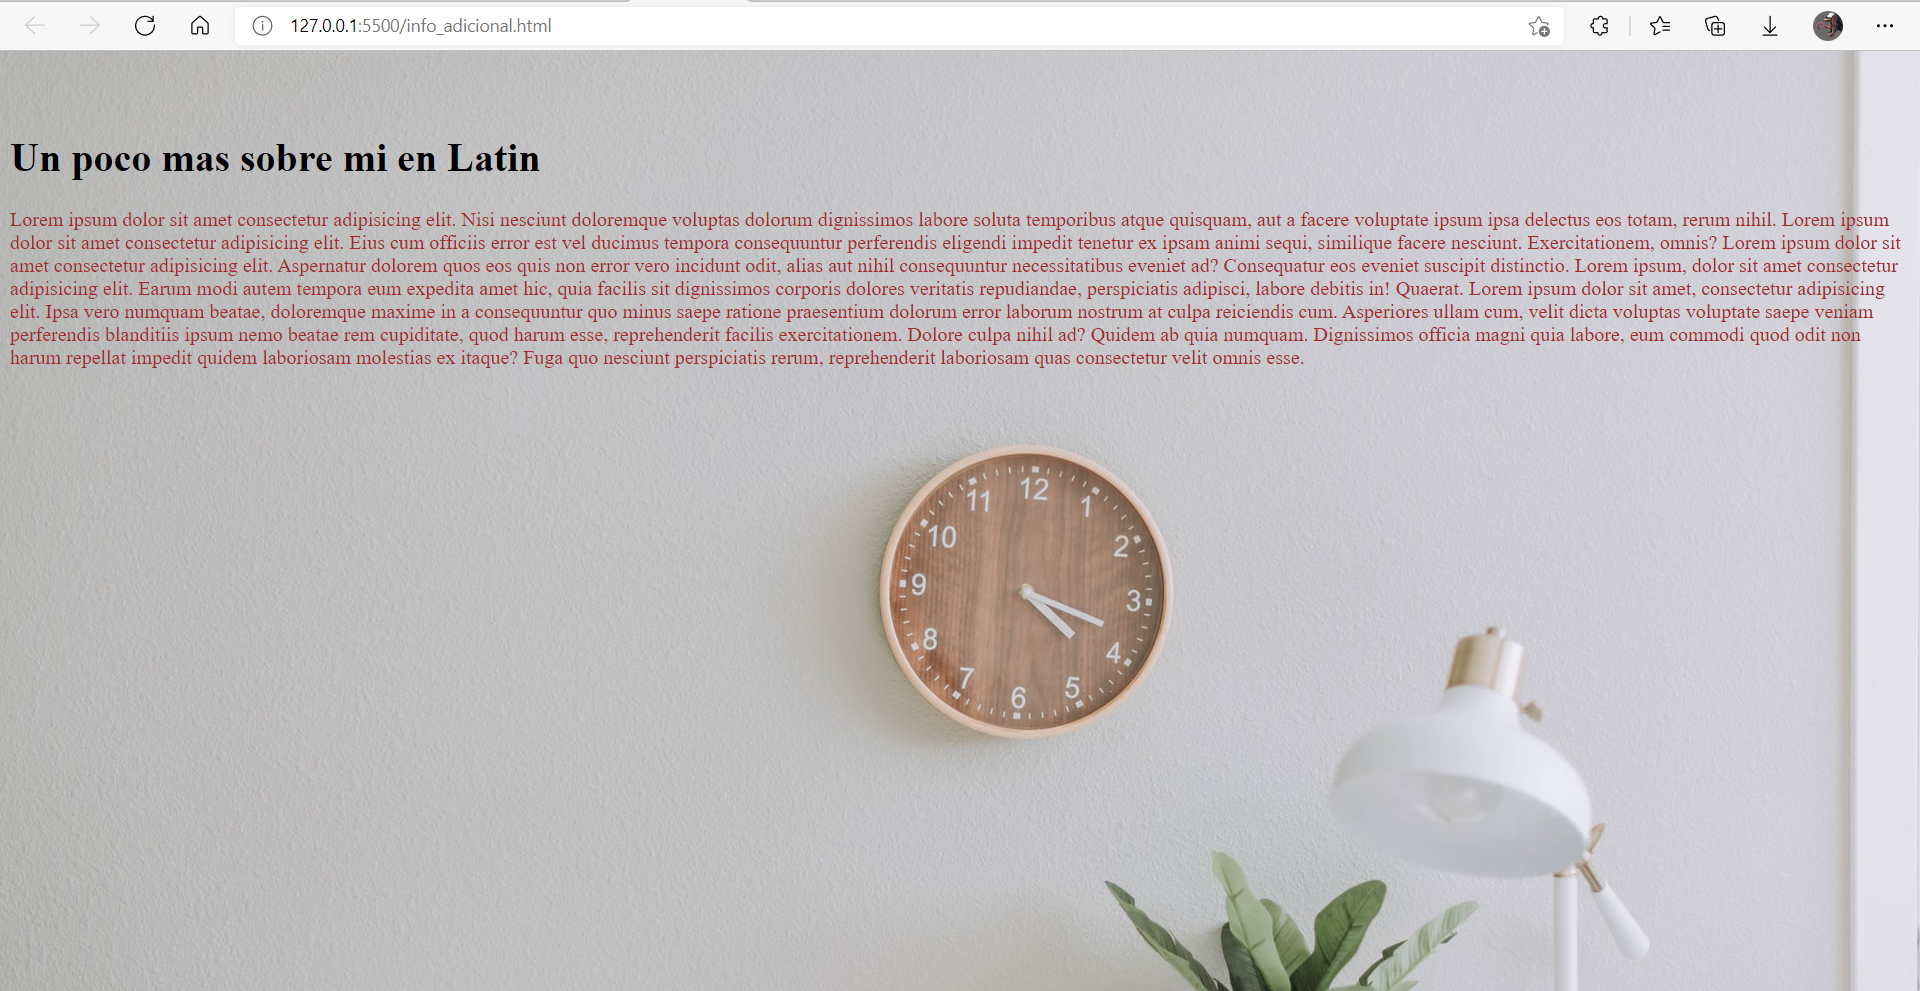 127.0.0.1:5500/info_adicional.html
Un poco mas sobre mi en Latin
Lorem ipsum dolor sit amet consectetur adipisicing elit. Nisi nesciunt doloremque voluptas dolorum dignissimos labore soluta temporibus atque quisquam, aut a facere voluptate ipsum ipsa delectus eos totam, rerum nihil. Lorem ipsum
dolor sit amet consectetur adipisicing elit. Eius cum officiis error est vel ducimus tempora consequuntur perferendis eligendi impedit tenetur ex ipsam animi sequi, similique facere nesciunt. Exercitationem, omnis? Lorem ipsum dolor sit
amet consectetur adipisicing elit. Aspernatur dolorem quos eos quis non error vero incidunt odit, alias aut nihil consequuntur necessitatibus eveniet ad? Consequatur eos eveniet suscipit distinctio. Lorem ipsum, dolor sit amet consectetur
adipisicing elit. Earum modi autem tempora eum expedita amet hic, quia facilis sit dignissimos corporis dolores veritatis repudiandae, perspiciatis adipisci, labore debitis in! Quaerat. Lorem ipsum dolor sit amet, consectetur adipisicing
elit. Ipsa vero numquam beatae, doloremque maxime in a consequuntur quo minus saepe ratione praesentium dolorum error laborum nostrum at culpa reiciendis cum. Asperiores ullam cum, velit dicta voluptas voluptate saepe veniam
perferendis blanditiis ipsum nemo beatae rem cupiditate, quod harum esse, reprehenderit facilis exercitationem. Dolore culpa nihil ad? Quidem ab quia numquam. Dignissimos officia magni quia labore, eum commodi quod odit non
harum repellat impedit quidem laboriosam molestias ex itaque? Fuga quo nesciunt perspiciatis rerum, reprehenderit laboriosam quas consectetur velit omnis esse.
12
1
2
3
4
5
6
7
8
9
10
11